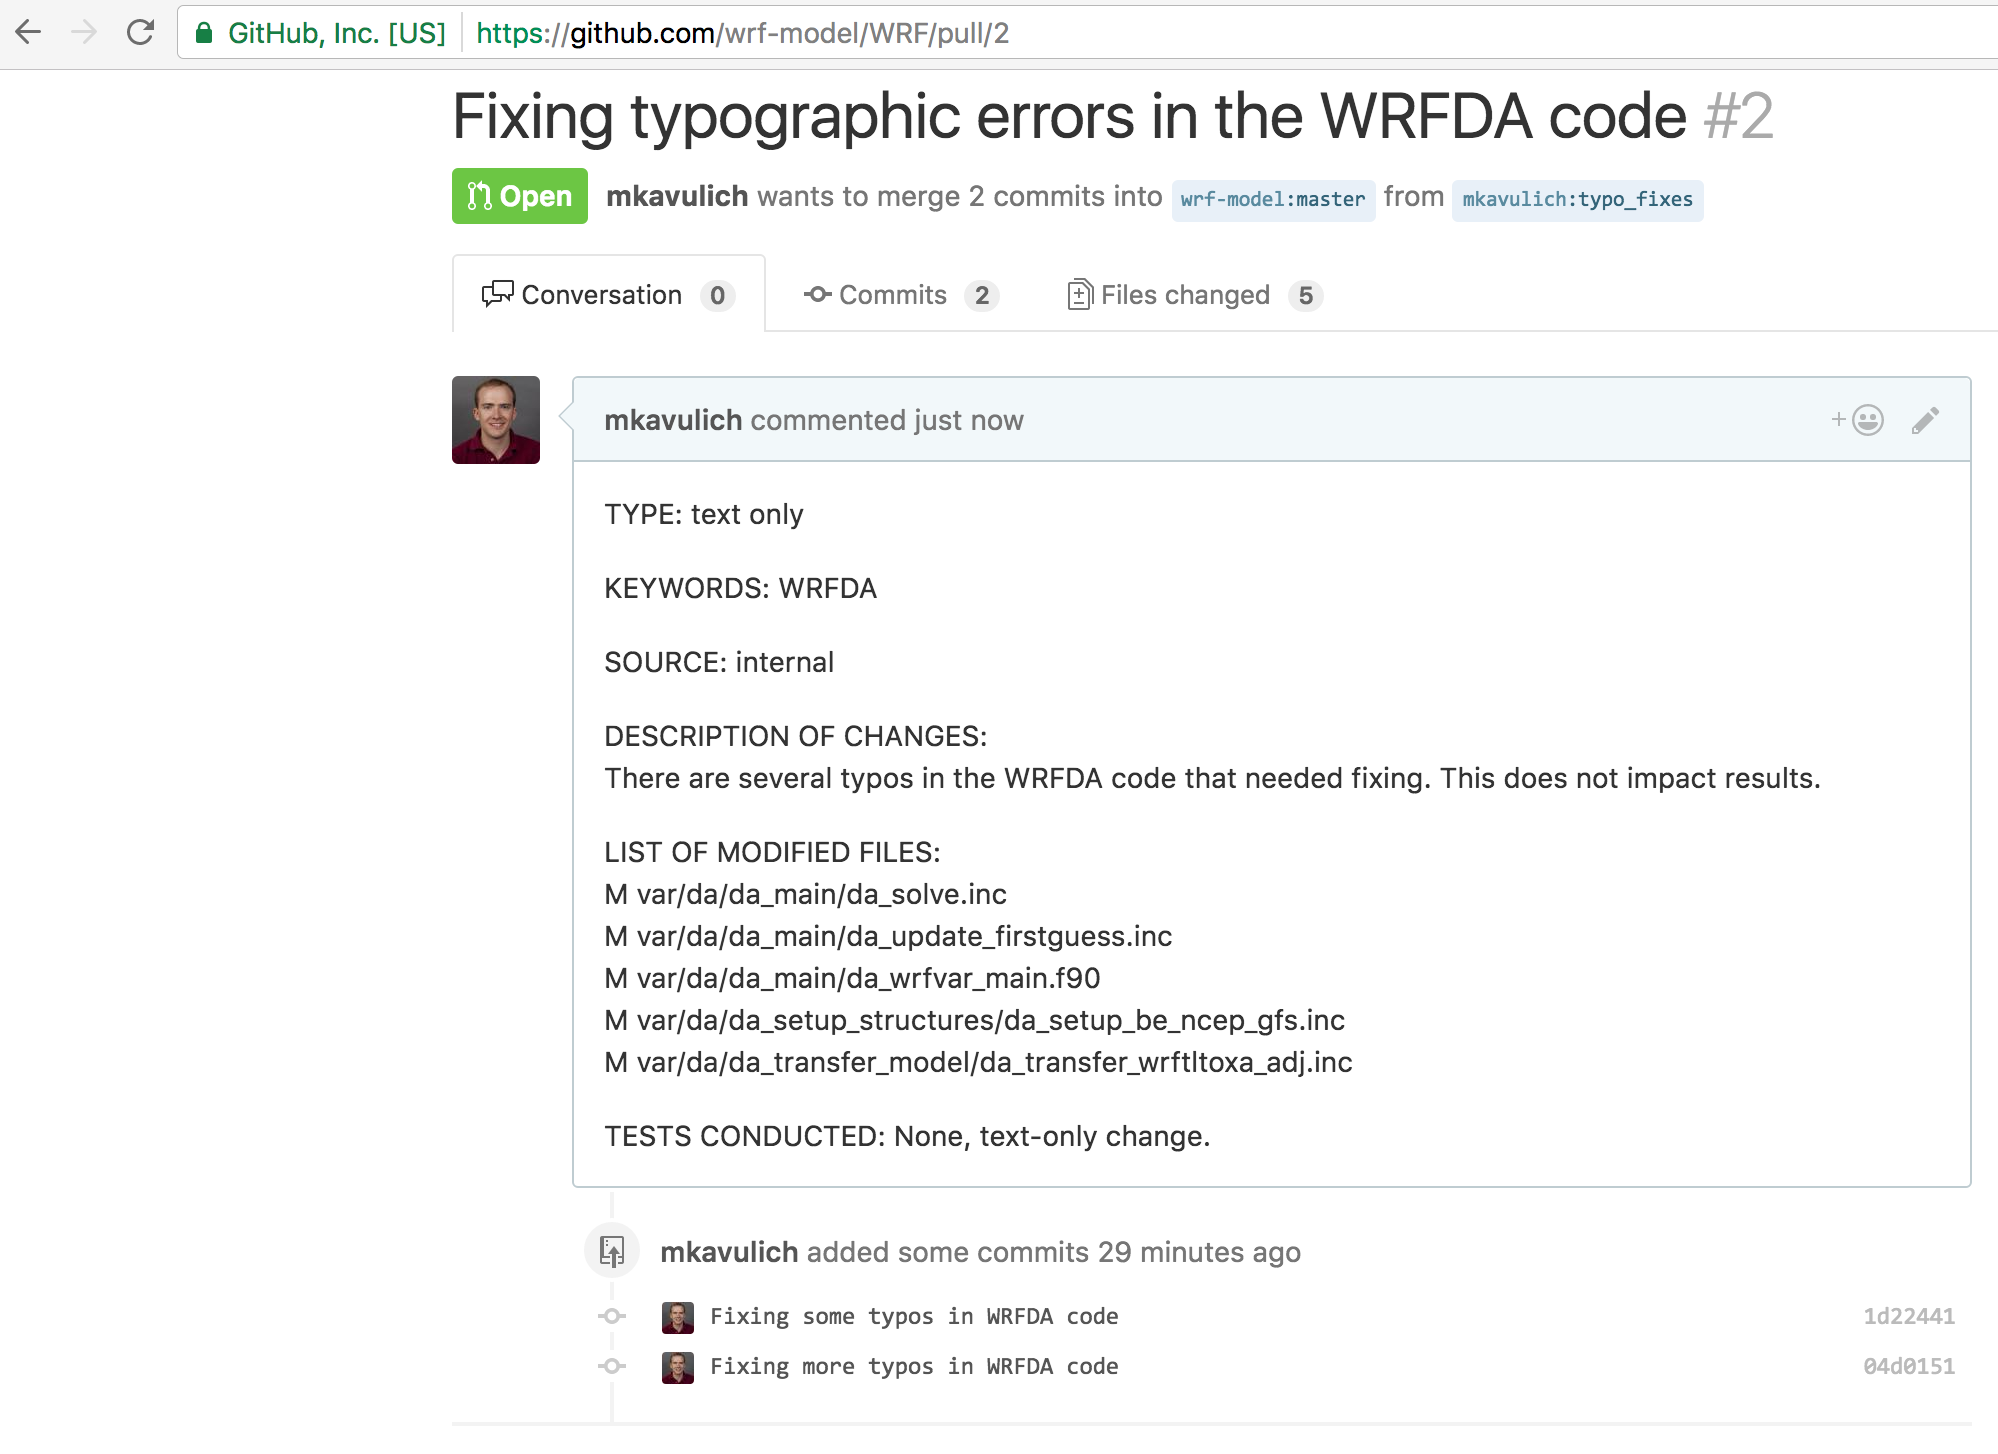 GitHub, Inc. [US] https://github.com/wrf-model/WRF/pull/2
Fixing typographic errors in the WRFDA code #2
Open mkavulich wants to merge 2 commits into wrf-model:master from mkavulich:typo_fixes
Conversation 0 Commits 2 Files changed 5
mkavulich commented just now
TYPE: text only
KEYWORDS: WRFDA
SOURCE: internal
DESCRIPTION OF CHANGES:
There are several typos in the WRFDA code that needed fixing. This does not impact results.
LIST OF MODIFIED FILES:
M var/da/da_main/da_solve.inc
M var/da/da_main/da_update_firstguess.inc
M var/da/da_main/da_wrfvar_main.f90
M var/da/da_setup_structures/da_setup_be_ncep_gfs.inc
M var/da/da_transfer_model/da_transfer_wrftltoxa_adj.inc
TESTS CONDUCTED: None, text-only change.
mkavulich added some commits 29 minutes ago
Fixing some typos in WRFDA code 1d22441
Fixing more typos in WRFDA code 04d0151